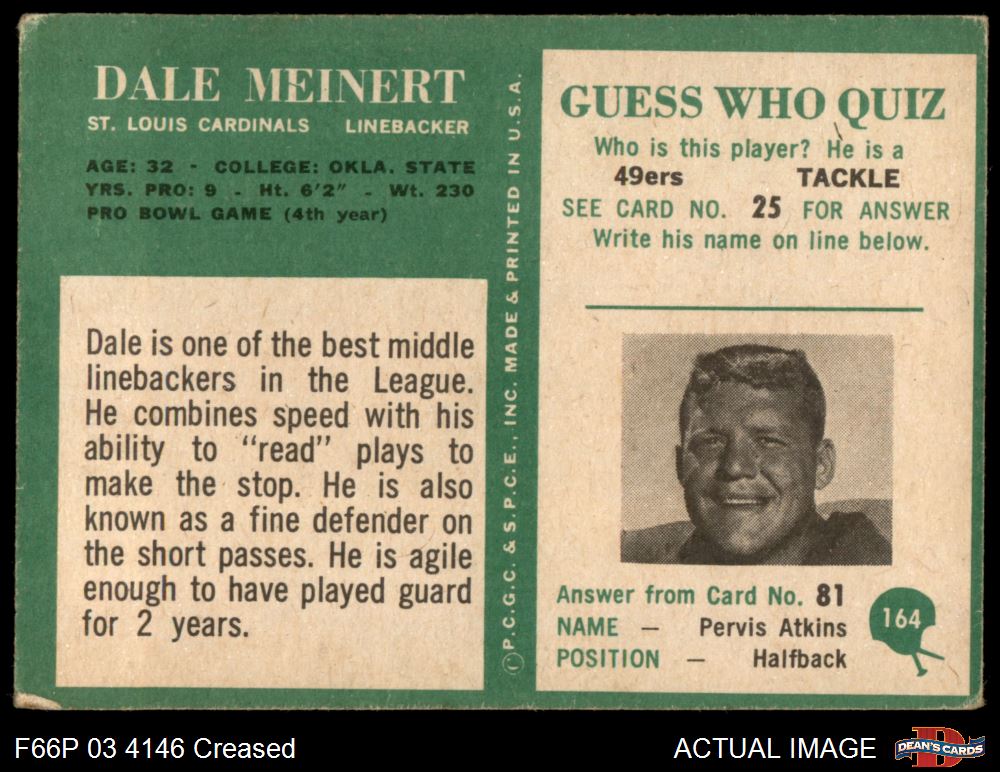 DALE MEINERT
ST. LOUIS CARDINALS LINEBACKER
AGE: 32 - COLLEGE: OKLA. STATE
YRS. PRO: 9 - Ht. 6'2" - Wt. 230
PRO BOWL GAME (4th year)
Dale is one of the best middle
linebackers in the League.
He combines speed with his
ability to "read" plays to
make the stop. He is also
known as a fine defender on
the short passes. He is agile
enough to have played guard
for 2 years.
Ⓒ P.C.G.C. & S.P.C.E., INC. MADE & PRINTED IN U.S.A.
GUESS WHO QUIZ
Who is this player? He is a
49ers TACKLE
SEE CARD NO. 25 FOR ANSWER
Write his name on line below.
Answer from Card No. 81
NAME — Pervis Atkins
POSITION — Halfback
164
F66P 03 4146 Creased
ACTUAL IMAGE
DEAN'S CARDS